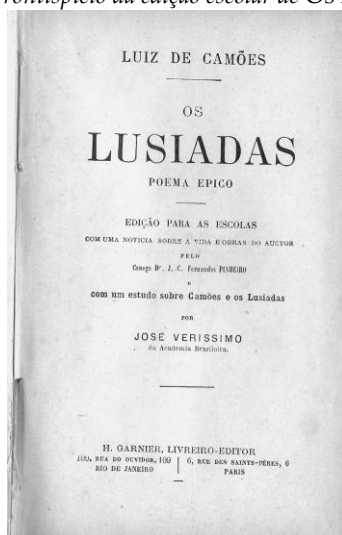 frontispício da edição escolar de Os
LUIZ DE CAMÕES
OS
LUSIADAS
POEMA EPICO
EDIÇÃO PARA AS ESCOLAS
COM UMA NOTICIA SOBRE A VIDA E OBRAS DO AUCTOR
PELO
Conego Dr. J. C. Fernandes PINHEIRO
E
com um estudo sobre Camões e os Lusiadas
POR
JOSÉ VERISSIMO
da Academia Brazileira.
H. GARNIER, LIVREIRO-EDITOR
109, RUA DO OUVIDOR, 109 | 6, RUE DES SAINTS-PÈRES, 6
RIO DE JANEIRO | PARIS